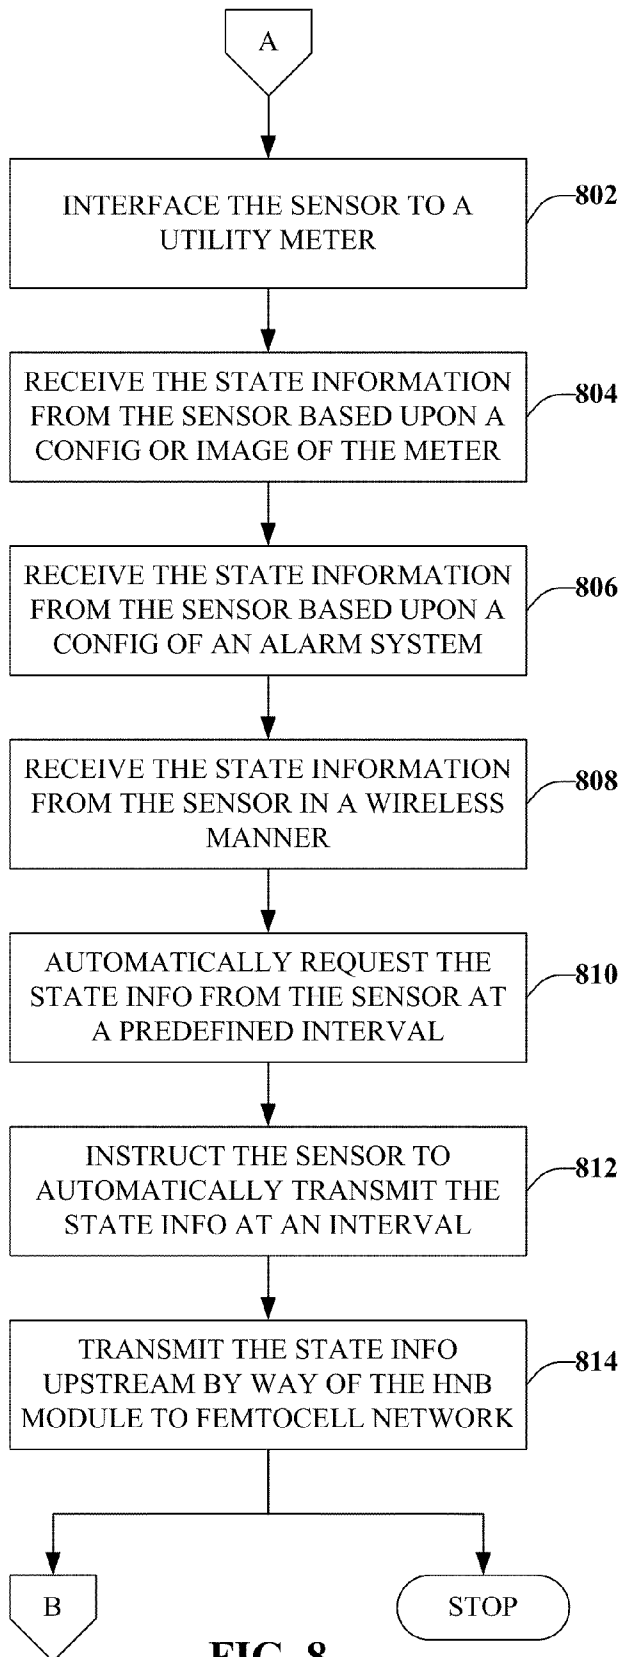 A
INTERFACE THE SENSOR TO A
UTILITY METER
802
RECEIVE THE STATE INFORMATION
FROM THE SENSOR BASED UPON A
CONFIG OR IMAGE OF THE METER
804
RECEIVE THE STATE INFORMATION
FROM THE SENSOR BASED UPON A
CONFIG OF AN ALARM SYSTEM
806
RECEIVE THE STATE INFORMATION
FROM THE SENSOR IN A WIRELESS
MANNER
808
AUTOMATICALLY REQUEST THE
STATE INFO FROM THE SENSOR AT
A PREDEFINED INTERVAL
810
INSTRUCT THE SENSOR TO
AUTOMATICALLY TRANSMIT THE
STATE INFO AT AN INTERVAL
812
TRANSMIT THE STATE INFO
UPSTREAM BY WAY OF THE HNB
MODULE TO FEMTOCELL NETWORK
814
B
STOP
FIG. 8